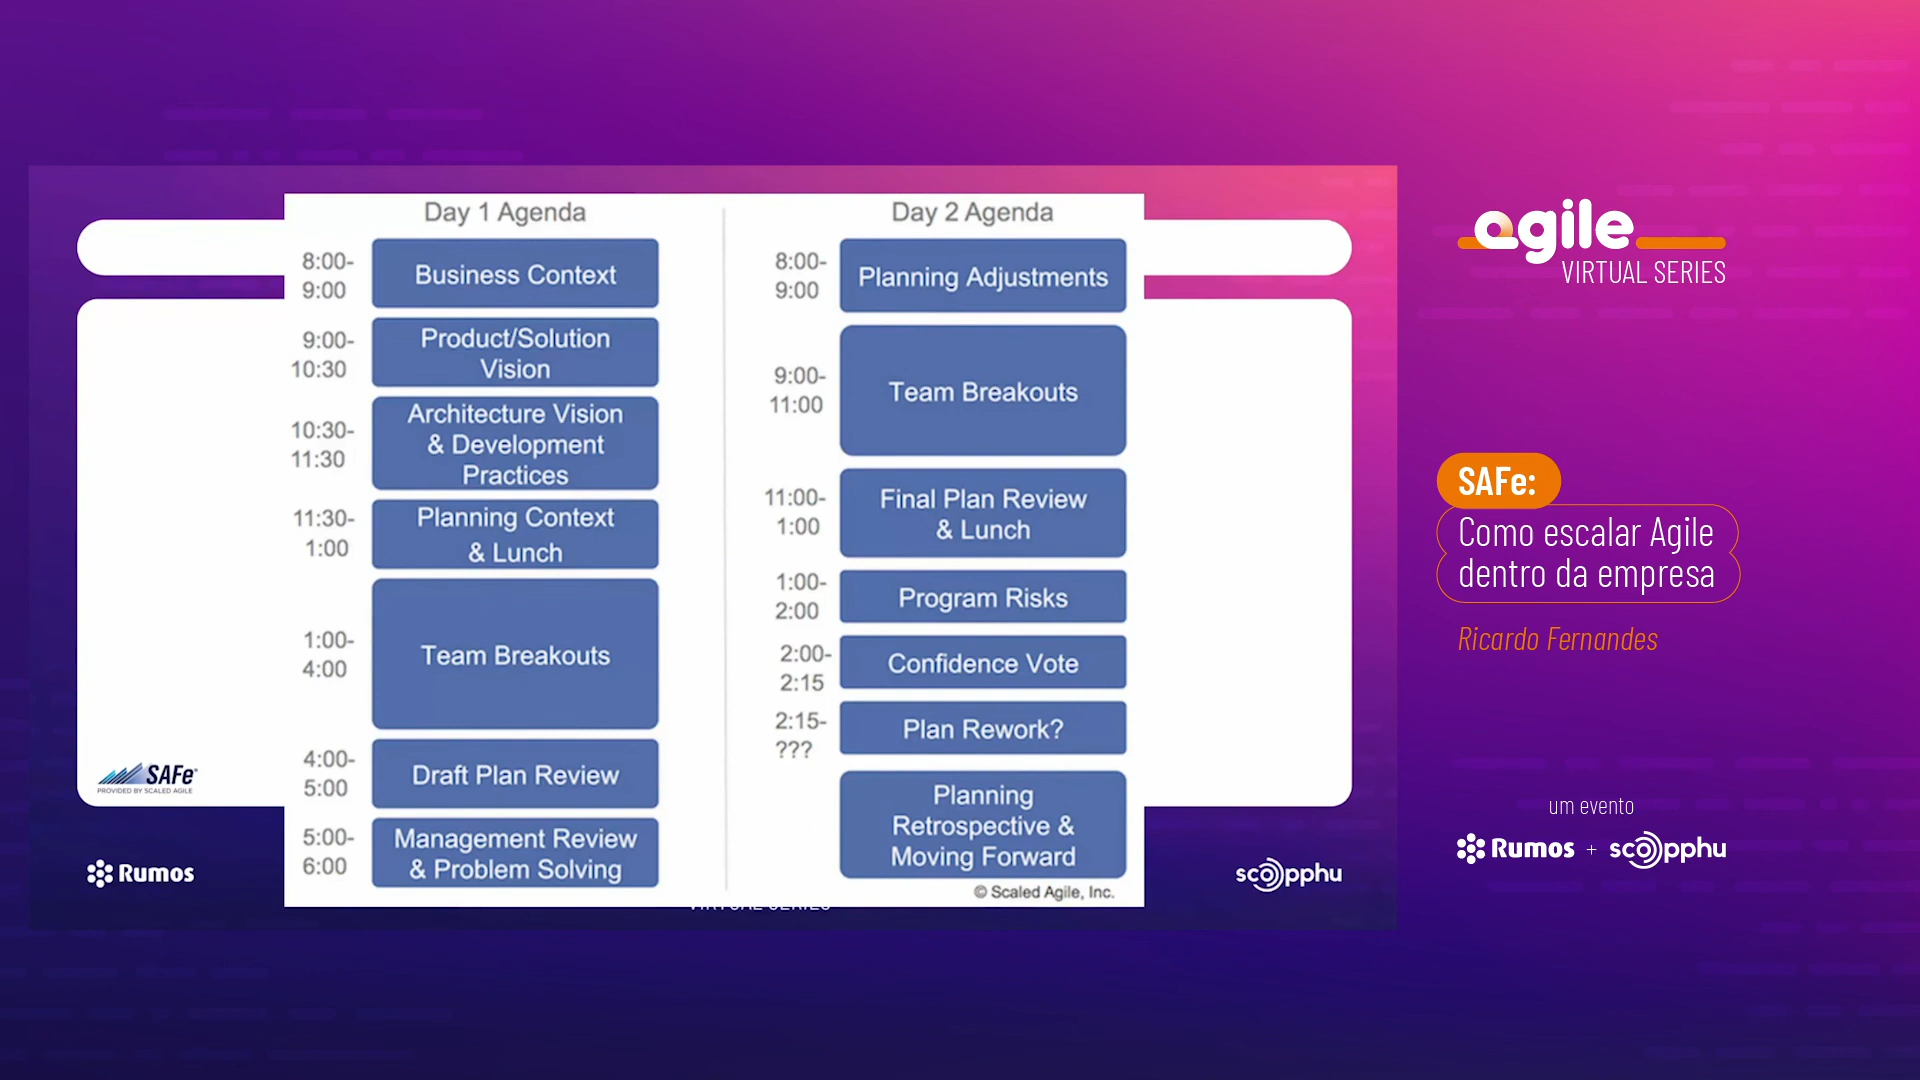 Day 1 Agenda
8:00-
9:00
Business Context
9:00-
10:30
Product/Solution
Vision
10:30-
11:30
Architecture Vision
& Development
Practices
11:30-
1:00
Planning Context
& Lunch
1:00-
4:00
Team Breakouts
4:00-
5:00
Draft Plan Review
5:00-
6:00
Management Review
& Problem Solving
Day 2 Agenda
8:00-
9:00
Planning Adjustments
9:00-
11:00
Team Breakouts
11:00-
1:00
Final Plan Review
& Lunch
1:00-
2:00
Program Risks
2:00-
2:15
Confidence Vote
2:15-
???
Plan Rework?
Planning
Retrospective &
Moving Forward
© Scaled Agile, Inc.
SAFe®
PROVIDED BY SCALED AGILE
Rumos
VIRTUAL SERIES
scopphu
agile
VIRTUAL SERIES
SAFe:
Como escalar Agile
dentro da empresa
Ricardo Fernandes
um evento
Rumos + scopphu